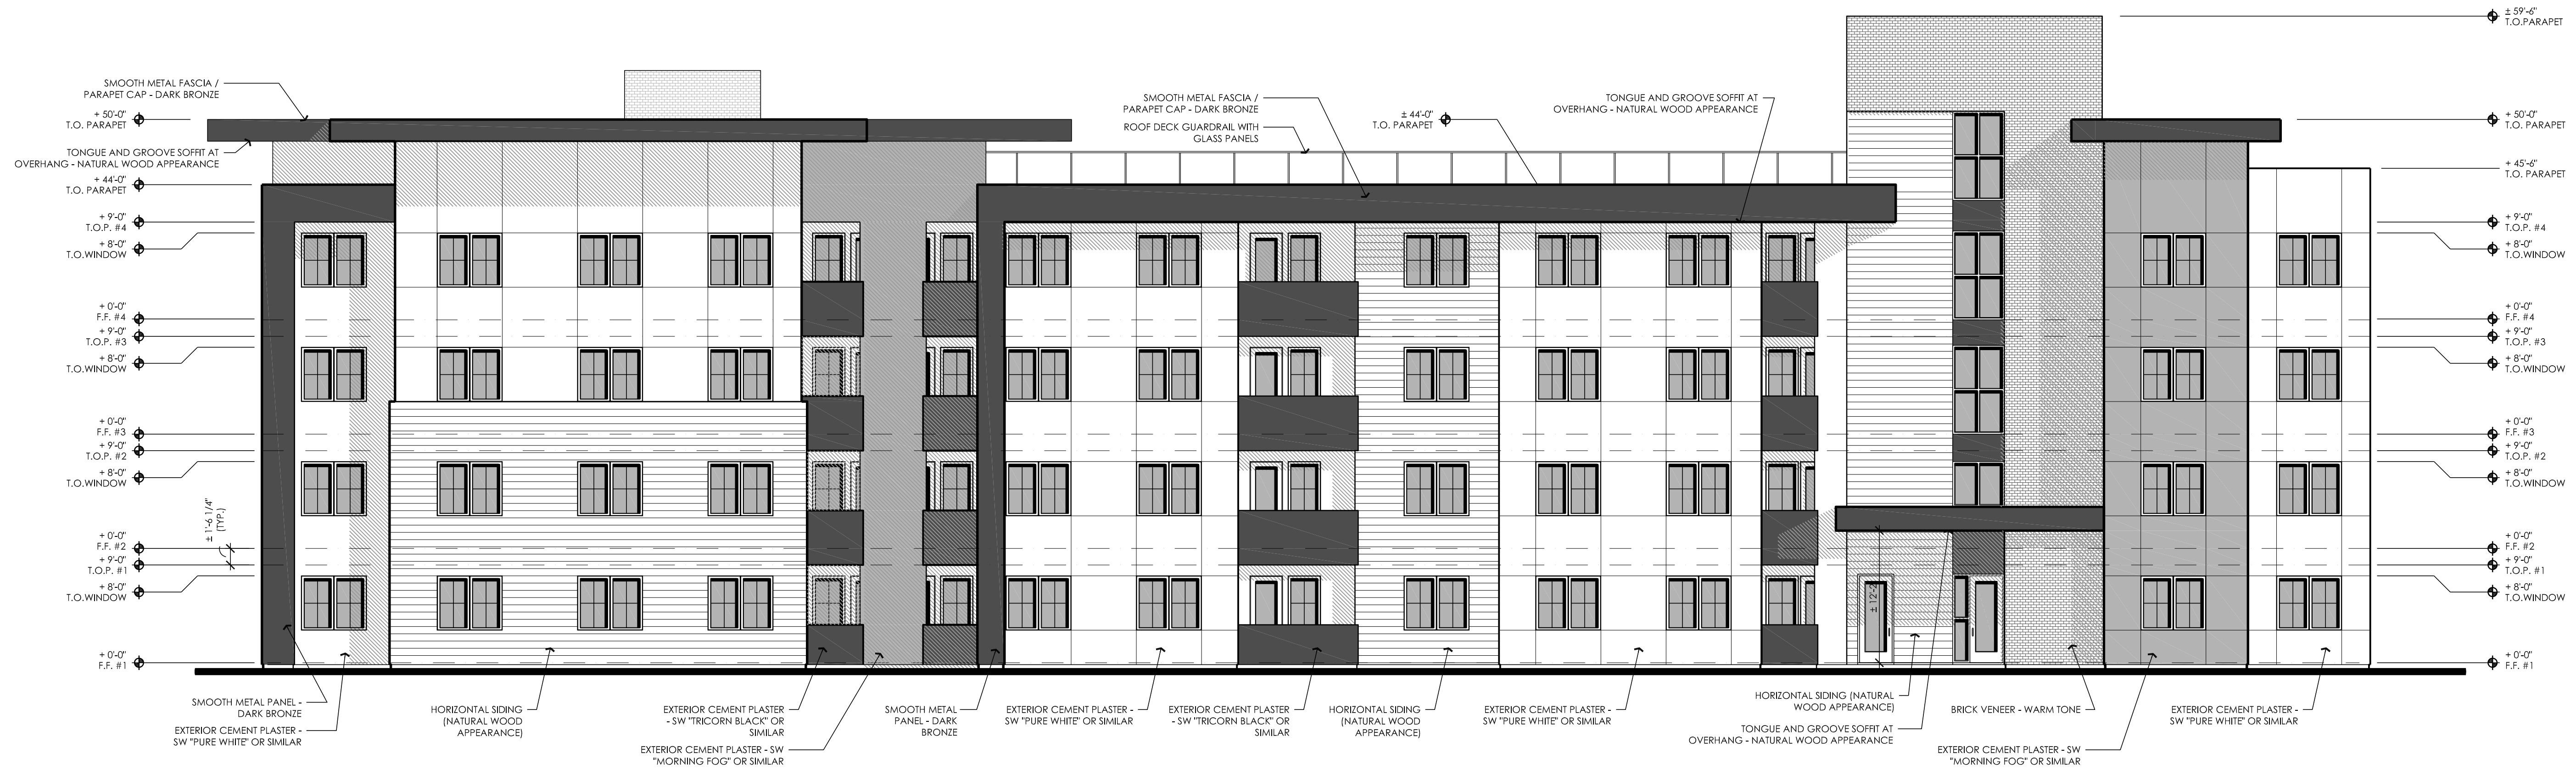 ± 59'-6"
T.O.PARAPET
SMOOTH METAL FASCIA /
PARAPET CAP - DARK BRONZE
+ 50'-0"
T.O. PARAPET
TONGUE AND GROOVE SOFFIT AT
OVERHANG - NATURAL WOOD APPEARANCE
+ 44'-0"
T.O. PARAPET
+ 9'-0"
T.O.P. #4
+ 8'-0"
T.O.WINDOW
+ 0'-0"
F.F. #4
+ 9'-0"
T.O.P. #3
+ 8'-0"
T.O.WINDOW
+ 0'-0"
F.F. #3
+ 9'-0"
T.O.P. #2
+ 8'-0"
T.O.WINDOW
± 1'-6 1/4"
(TYP.)
+ 0'-0"
F.F. #2
+ 9'-0"
T.O.P. #1
+ 8'-0"
T.O.WINDOW
+ 0'-0"
F.F. #1
SMOOTH METAL FASCIA /
PARAPET CAP - DARK BRONZE
ROOF DECK GUARDRAIL WITH
GLASS PANELS
± 44'-0"
T.O. PARAPET
TONGUE AND GROOVE SOFFIT AT
OVERHANG - NATURAL WOOD APPEARANCE
+ 50'-0"
T.O. PARAPET
+ 45'-6"
T.O. PARAPET
+ 9'-0"
T.O.P. #4
+ 8'-0"
T.O.WINDOW
+ 0'-0"
F.F. #4
+ 9'-0"
T.O.P. #3
+ 8'-0"
T.O.WINDOW
+ 0'-0"
F.F. #3
+ 9'-0"
T.O.P. #2
+ 8'-0"
T.O.WINDOW
+ 0'-0"
F.F. #2
+ 9'-0"
T.O.P. #1
+ 8'-0"
T.O.WINDOW
+ 0'-0"
F.F. #1
SMOOTH METAL PANEL -
DARK BRONZE
EXTERIOR CEMENT PLASTER -
SW "PURE WHITE" OR SIMILAR
HORIZONTAL SIDING
(NATURAL WOOD
APPEARANCE)
EXTERIOR CEMENT PLASTER
- SW "TRICORN BLACK" OR
SIMILAR
EXTERIOR CEMENT PLASTER - SW
"MORNING FOG" OR SIMILAR
SMOOTH METAL
PANEL - DARK
BRONZE
EXTERIOR CEMENT PLASTER -
SW "PURE WHITE" OR SIMILAR
EXTERIOR CEMENT PLASTER
- SW "TRICORN BLACK" OR
SIMILAR
HORIZONTAL SIDING
(NATURAL WOOD
APPEARANCE)
EXTERIOR CEMENT PLASTER -
SW "PURE WHITE" OR SIMILAR
HORIZONTAL SIDING (NATURAL
WOOD APPEARANCE)
TONGUE AND GROOVE SOFFIT AT
OVERHANG - NATURAL WOOD APPEARANCE
BRICK VENEER - WARM TONE
EXTERIOR CEMENT PLASTER - SW
"MORNING FOG" OR SIMILAR
EXTERIOR CEMENT PLASTER -
SW "PURE WHITE" OR SIMILAR